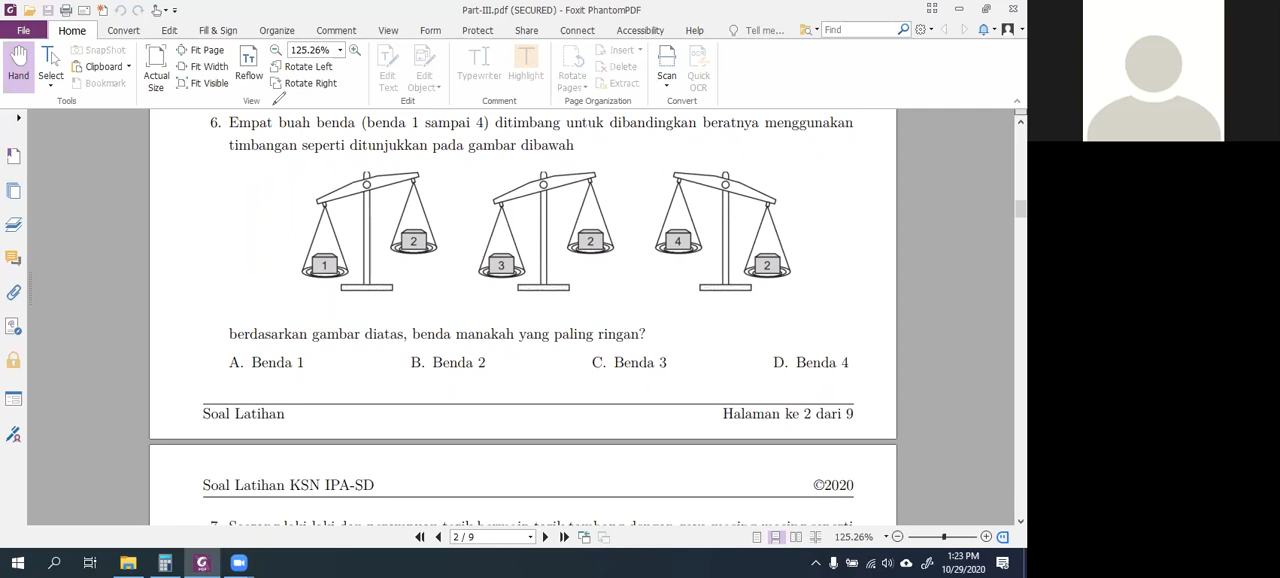 Part-III.pdf (SECURED) - Foxit PhantomPDF
File Home Convert Edit Fill & Sign Organize Comment View Form Protect Share Connect Accessibility Help Tell me... Find
Hand
Select
SnapShot
Clipboard
Bookmark
Tools
Actual Size
Fit Page
Fit Width
Fit Visible
Reflow
125.26%
Rotate Left
Rotate Right
View
Edit Text
Edit Object
Edit
Typewriter
Highlight
Comment
Rotate Pages
Insert
Delete
Extract
Page Organization
Scan
Quick OCR
Convert
6. Empat buah benda (benda 1 sampai 4) ditimbang untuk dibandingkan beratnya menggunakan
timbangan seperti ditunjukkan pada gambar dibawah
1 2 3 2 4 2
berdasarkan gambar diatas, benda manakah yang paling ringan?
A. Benda 1 B. Benda 2 C. Benda 3 D. Benda 4
Soal Latihan Halaman ke 2 dari 9
Soal Latihan KSN IPA-SD ©2020
2 / 9 125.26%
1:23 PM
10/29/2020